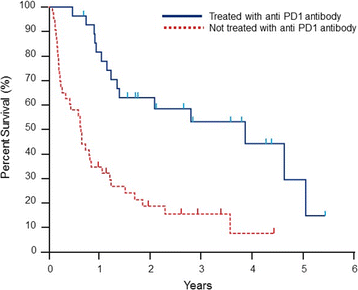 Treated with anti PD1 antibody
Not treated with anti PD1 antibody
Percent Survival (%)
100
90
80
70
60
50
40
30
20
10
0
0 1 2 3 4 5 6
Years